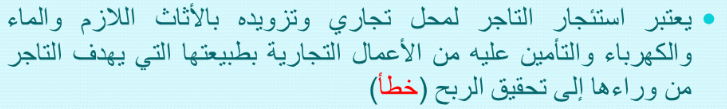 • يعتبر استئجار التاجر لمحل تجاري وتزويده بالأثاث اللازم والماء
والكهرباء والتأمين عليه من الأعمال التجارية بطبيعتها التي يهدف التاجر
من وراءها إلى تحقيق الربح (خطأ)